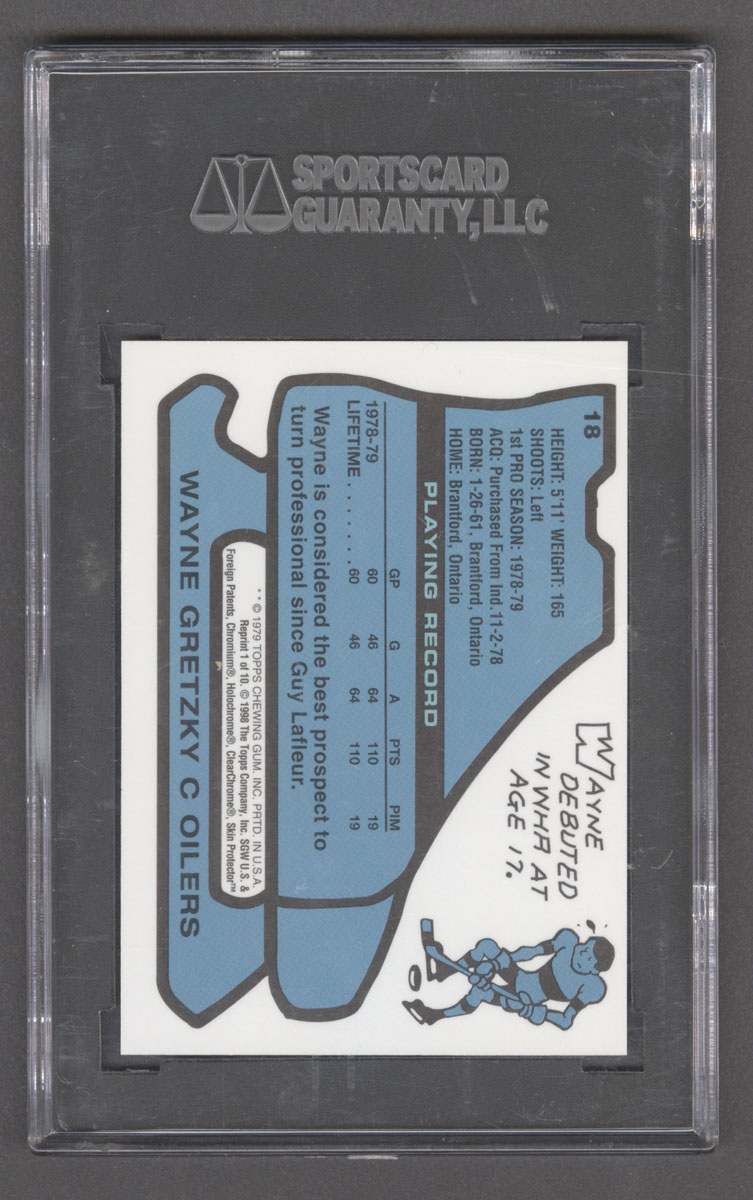 SPORTSCARD
GUARANTY, LLC
18
HEIGHT: 5'11' WEIGHT: 165
SHOOTS: Left
1st PRO SEASON: 1978-79
ACQ: Purchased From Ind.11-2-78
BORN: 1-26-61, Brantford, Ontario
HOME: Brantford, Ontario
WAYNE
DEBUTED
IN WHA AT
AGE 17.
PLAYING RECORD
GP G A PTS PIM
1978-79 60 46 64 110 19
LIFETIME . . . . . . . 60 46 64 110 19
Wayne is considered the best prospect to
turn professional since Guy Lafleur.
* * © 1979 TOPPS CHEWING GUM. INC. PRTD. IN U.S.A.
Reprint 1 of 10. © 1998 The Topps Company, Inc. SGW U.S. &
Foreign Patents, Chromium®, Holochrome®, ClearChrome®, Skin Protector™
WAYNE GRETZKY C OILERS